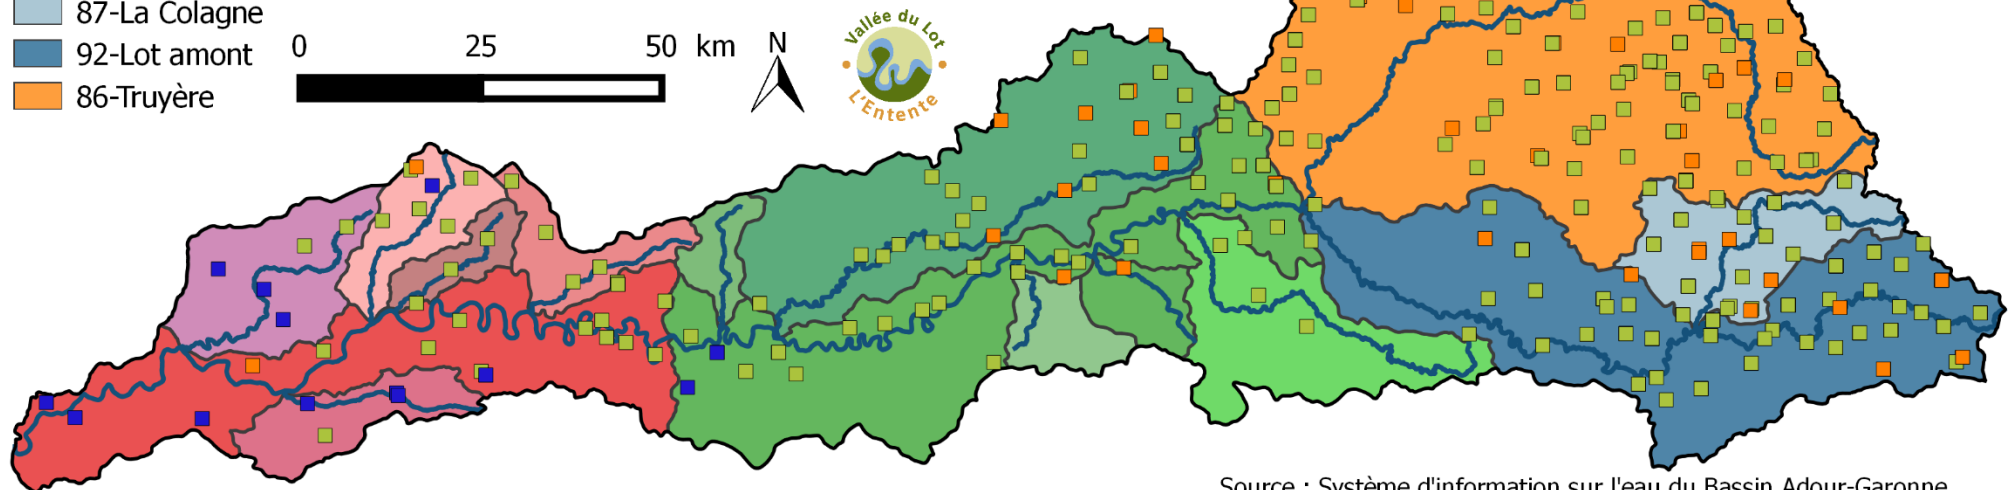 87-La Colagne
92-Lot amont
86-Truyère
0 25 50 km
N
Vallée du Lot
L'Entente
Source : Système d'information sur l'eau du Bassin Adour-Garonne